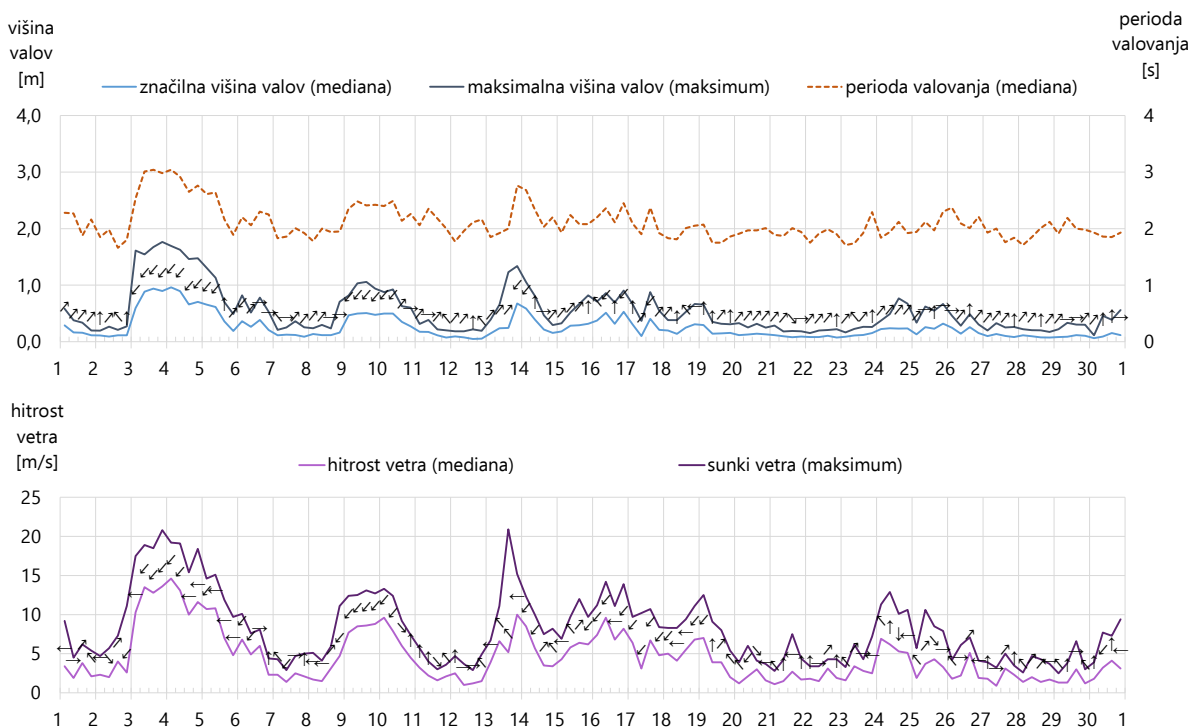 višina
valov
[m]
perioda
valovanja
[s]
značilna višina valov (mediana) maksimalna višina valov (maksimum) perioda valovanja (mediana)
4,0 4
3,0 3
2,0 2
1,0 1
0,0 0
1 2 3 4 5 6 7 8 9 10 11 12 13 14 15 16 17 18 19 20 21 22 23 24 25 26 27 28 29 30 1
hitrost
vetra
[m/s]
hitrost vetra (mediana) sunki vetra (maksimum)
25
20
15
10
5
0
1 2 3 4 5 6 7 8 9 10 11 12 13 14 15 16 17 18 19 20 21 22 23 24 25 26 27 28 29 30 1